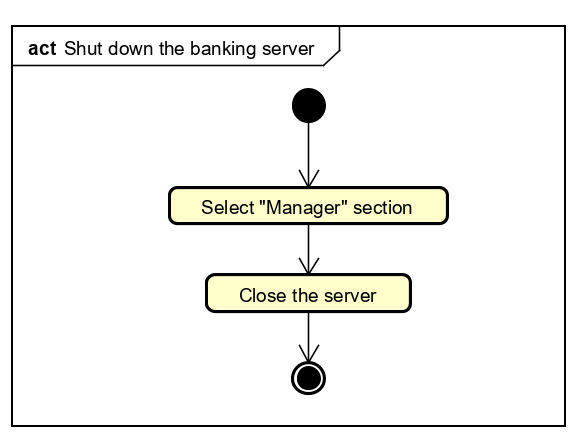 act Shut down the banking server
Select "Manager" section
Close the server